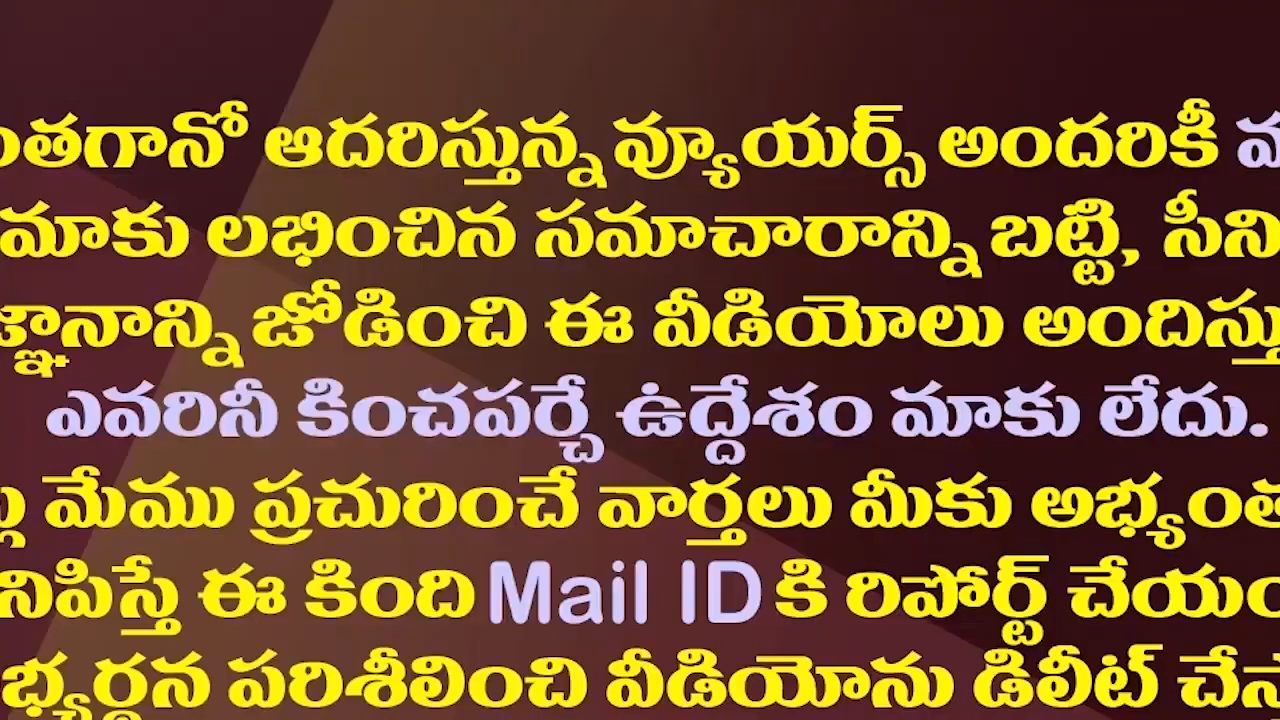 ఆదరిస్తున్న వ్యూయర్స్ అందరికీ
మాకు లభించిన సమాచారాన్ని బట్టి,
జోడించి ఈ వీడియోలు
ఎవరినీ కించపర్చే ఉద్దేశం మాకు లేదు.
మేము ప్రచురించే వార్తలు మీకు
ఈ కింది Mail ID కి రిపోర్ట్
పరిశీలించి వీడియోను డిలీట్